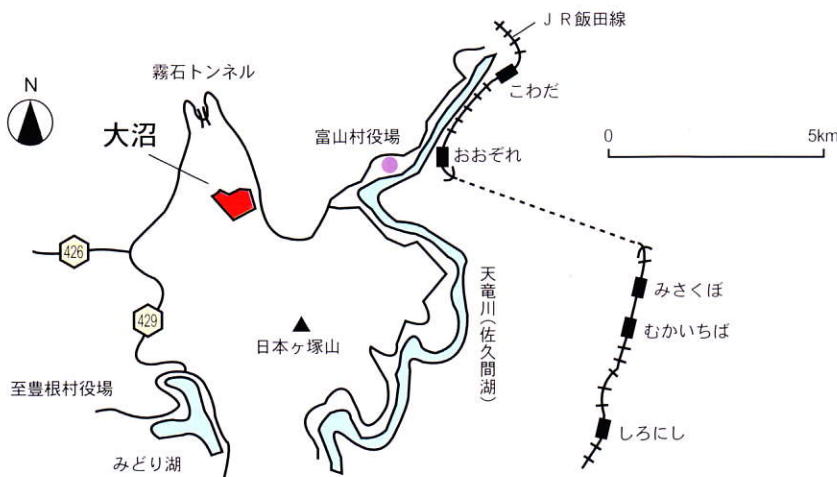 ＪＲ飯田線
霧石トンネル
こわだ
N
大沼
富山村役場
おおぞれ
0
5km
426
みさくぼ
天竜川（佐久間湖）
むかいちば
429
日本ヶ塚山
至豊根村役場
しろにし
みどり湖